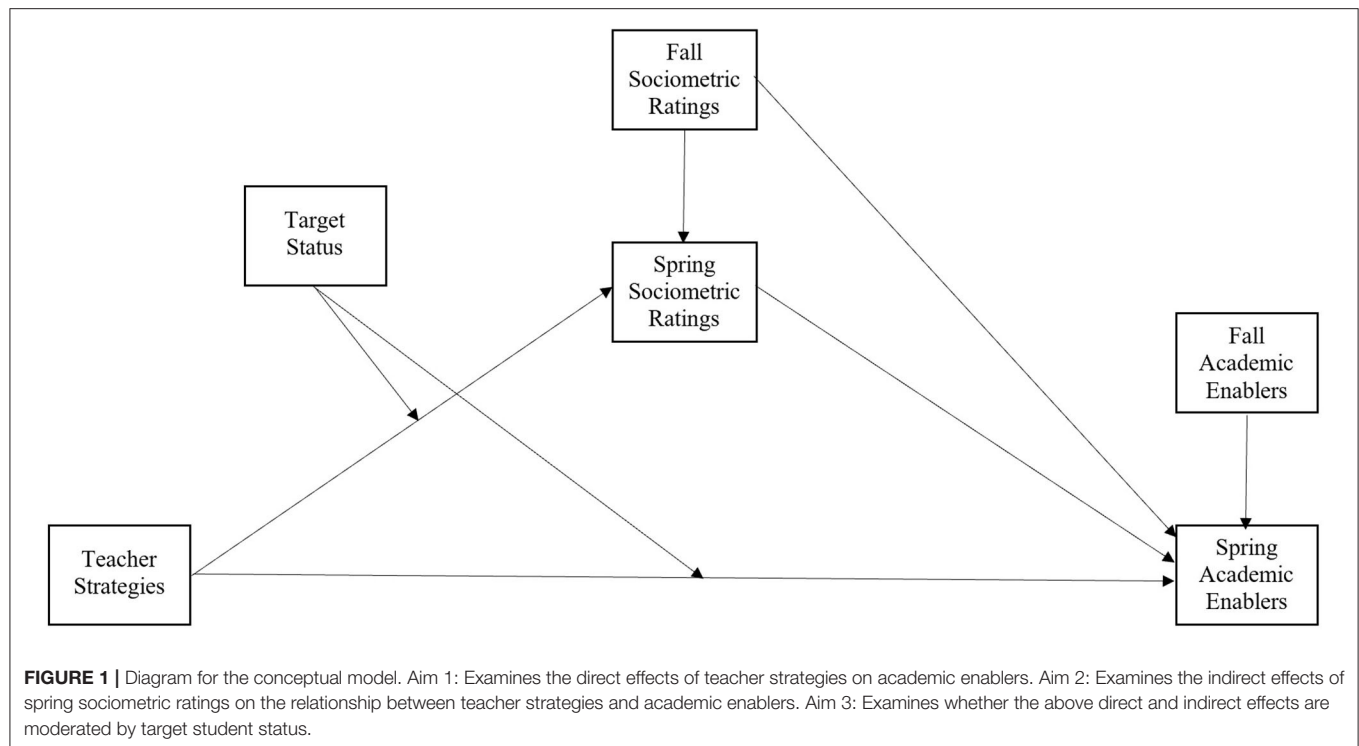 Fall
Sociometric
Ratings
Target
Status
Spring
Sociometric
Ratings
Fall
Academic
Enablers
Teacher
Strategies
Spring
Academic
Enablers
FIGURE 1 | Diagram for the conceptual model. Aim 1: Examines the direct effects of teacher strategies on academic enablers. Aim 2: Examines the indirect effects of
spring sociometric ratings on the relationship between teacher strategies and academic enablers. Aim 3: Examines whether the above direct and indirect effects are
moderated by target student status.